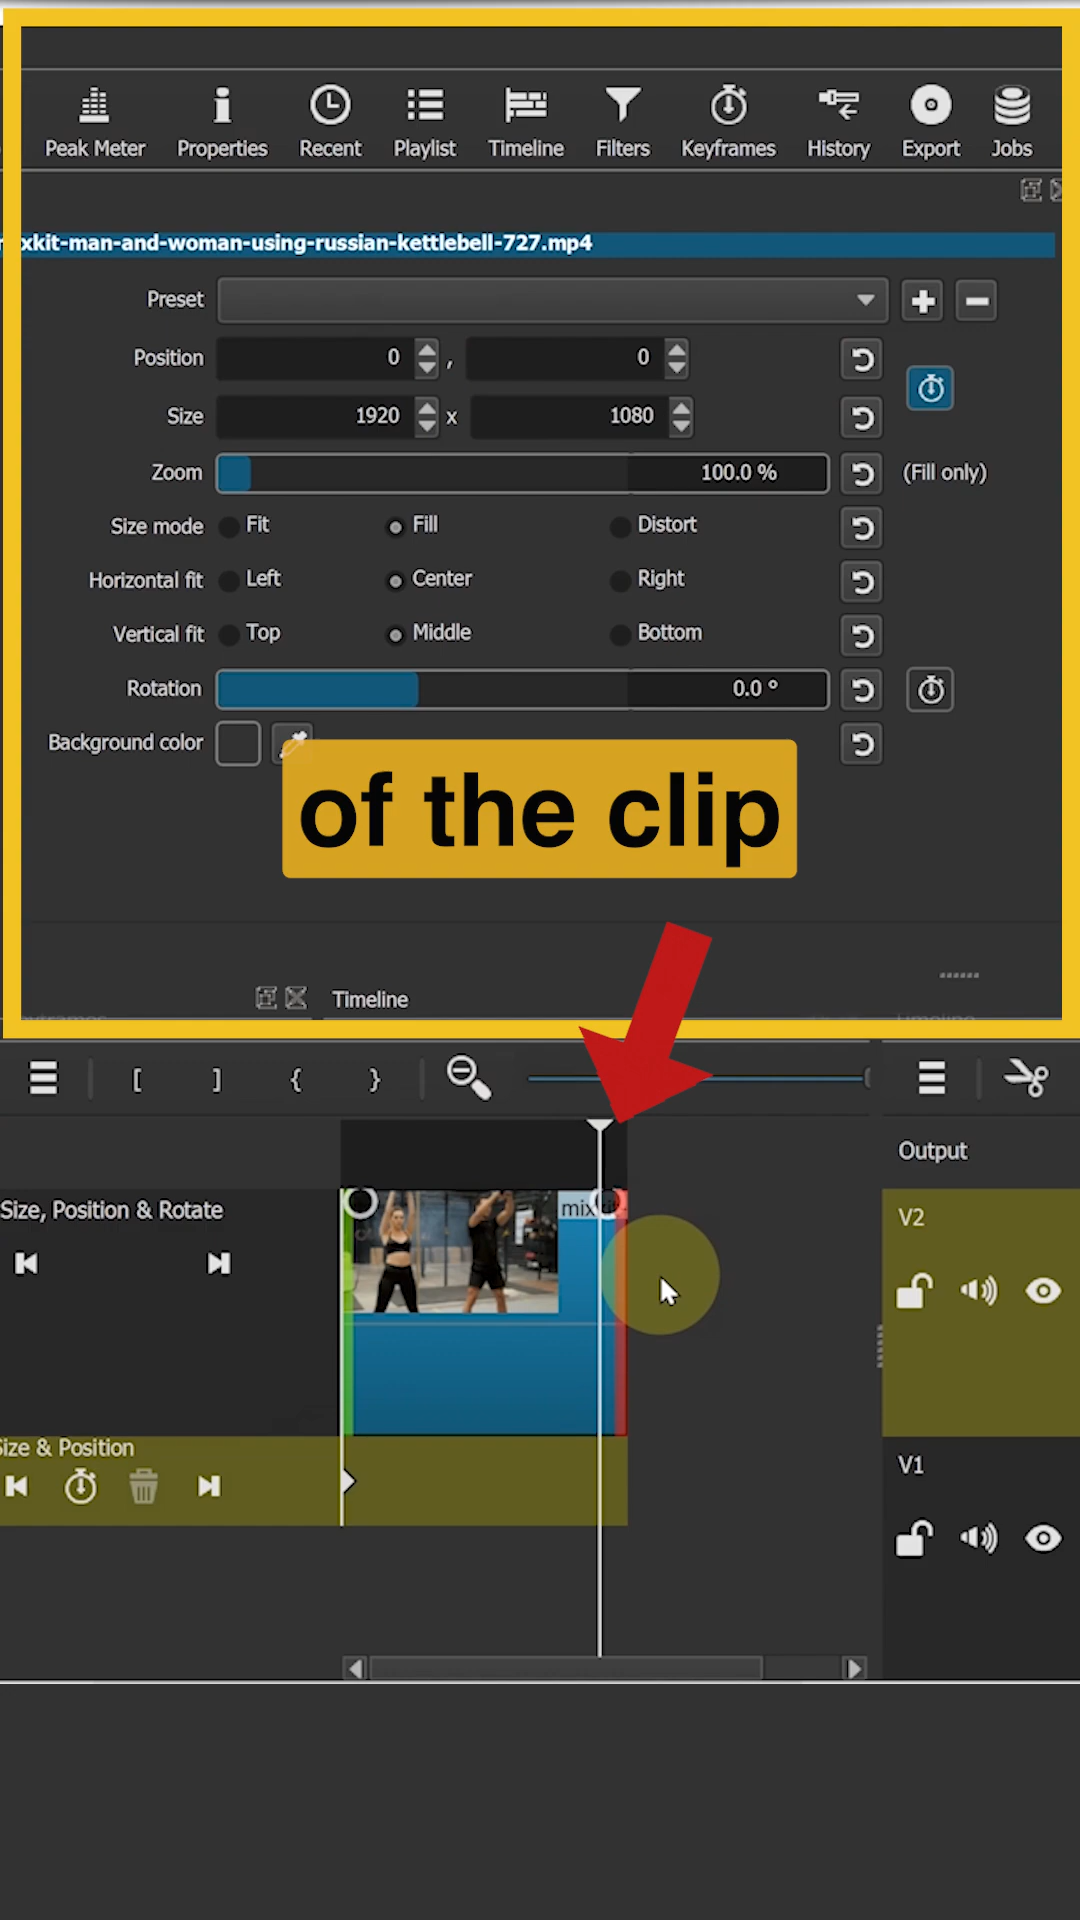 Peak Meter Properties Recent Playlist Timeline Filters Keyframes History Export Jobs
xkit-man-and-woman-using-russian-kettlebell-727.mp4
Preset
Position 0 , 0
Size 1920 x 1080
Zoom 100.0 % (Fill only)
Size mode Fit Fill Distort
Horizontal fit Left Center Right
Vertical fit Top Middle Bottom
Rotation 0.0 °
Background color
of the clip
Timeline
[ ] { }
Output
Size, Position & Rotate
mixkit
V2
Size & Position
V1